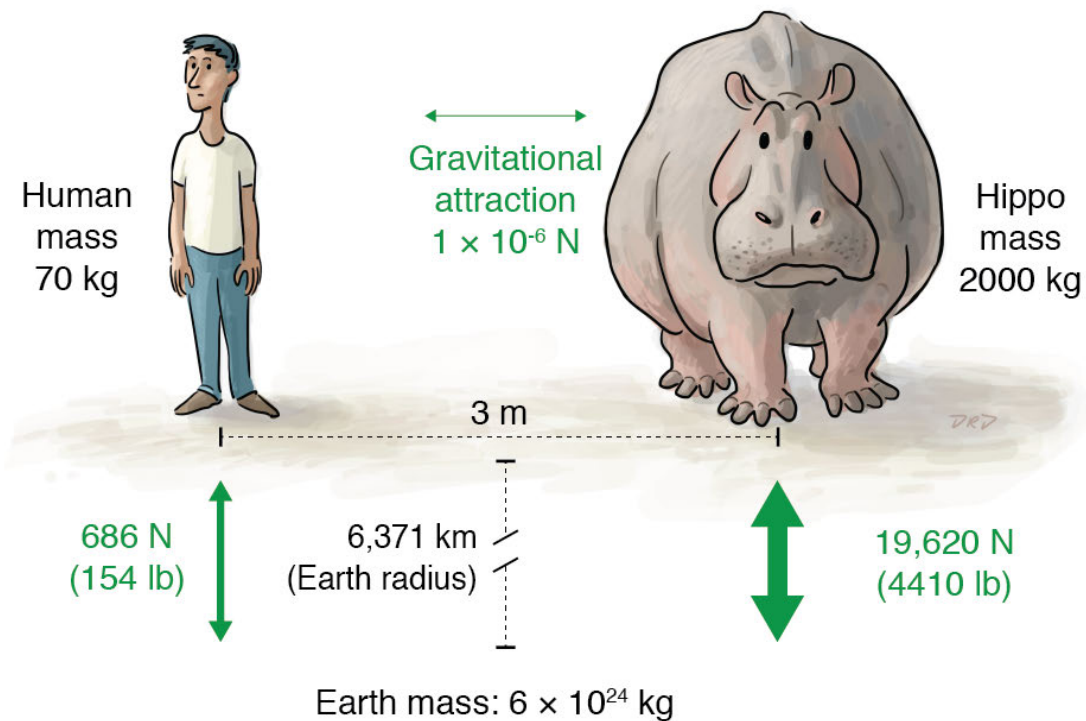 Human
mass
70 kg
Gravitational
attraction
1 × 10⁻⁶ N
Hippo
mass
2000 kg
3 m
DRD
686 N
(154 lb)
6,371 km
(Earth radius)
19,620 N
(4410 lb)
Earth mass: 6 × 10²⁴ kg